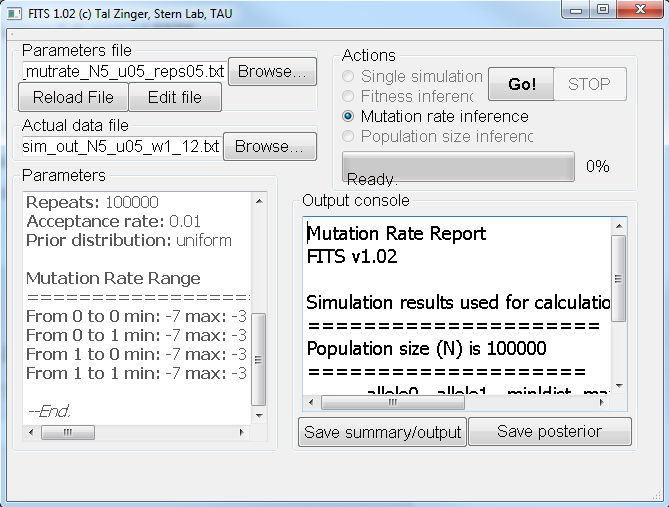 FITS 1.02 (c) Tal Zinger, Stern Lab, TAU
Parameters file
_mutrate_N5_u05_reps05.txt
Browse...
Reload File
Edit file
Actual data file
sim_out_N5_u05_w1_12.txt
Browse...
Actions
Single simulation
Fitness inferenc
Mutation rate inference
Population size inferenc
Go!
STOP
Ready.
0%
Parameters
Repeats: 100000
Acceptance rate: 0.01
Prior distribution: uniform
Mutation Rate Range
====================
From 0 to 0 min: -7 max: -3
From 0 to 1 min: -7 max: -3
From 1 to 0 min: -7 max: -3
From 1 to 1 min: -7 max: -3
--End.
Output console
Mutation Rate Report
FITS v1.02
Simulation results used for calculatio
=====================
Population size (N) is 100000
====================
allele0 allele1 minldist ma
Save summary/output
Save posterior